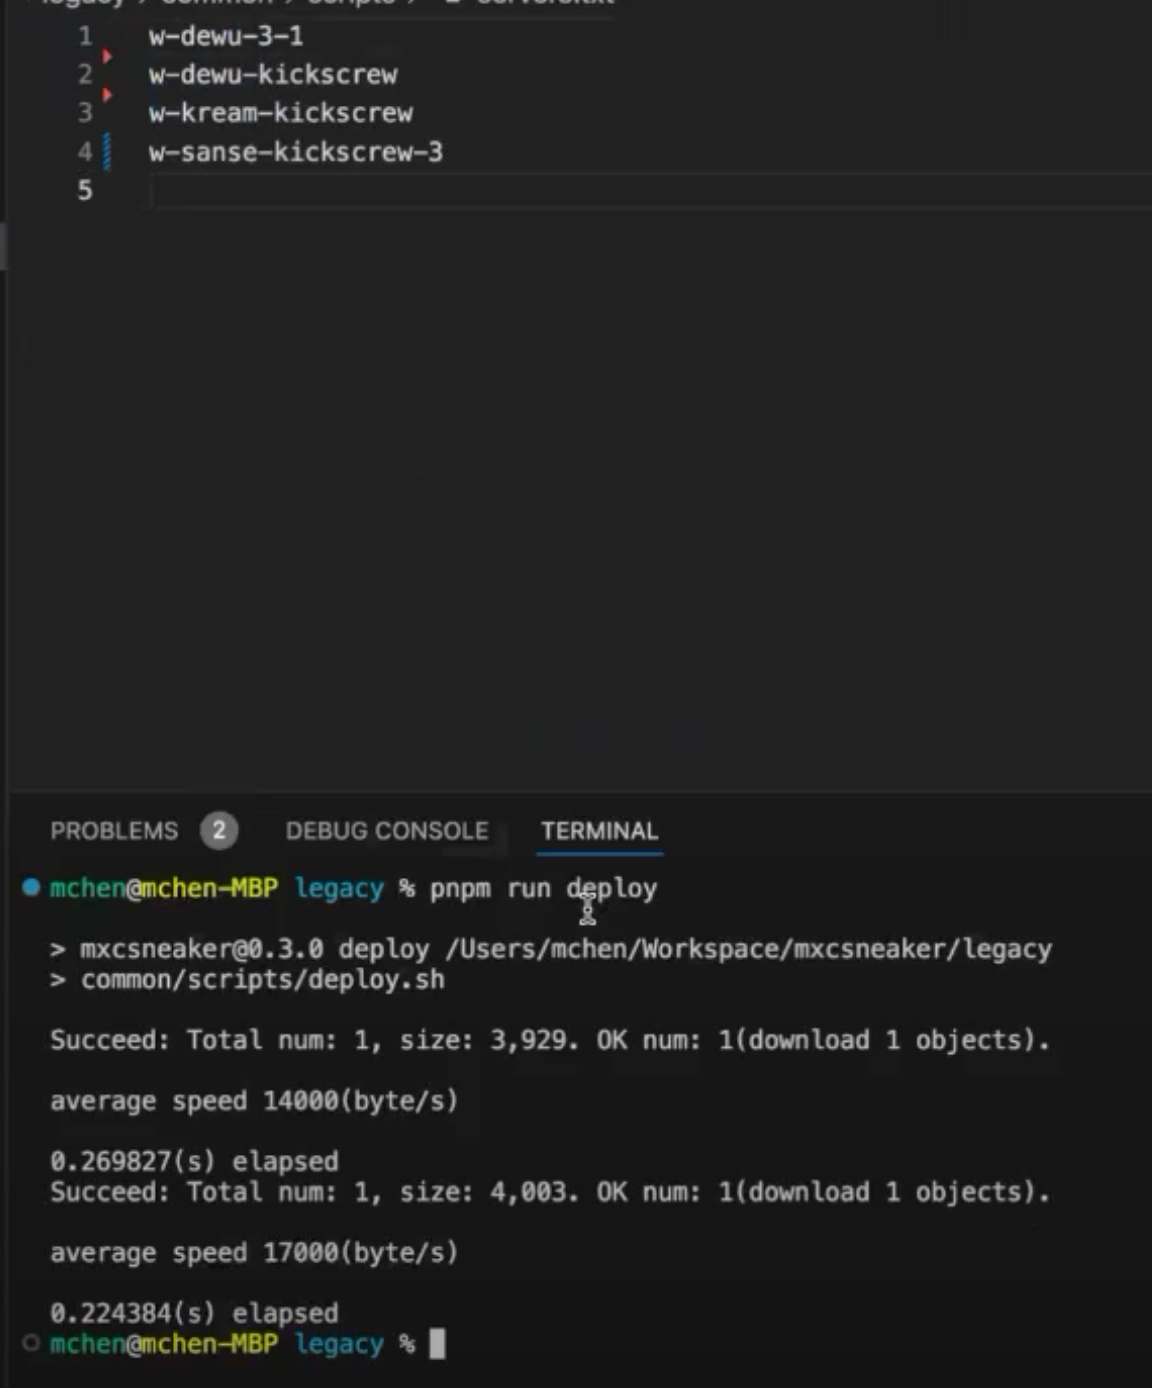 1 w-dewu-3-1
2 w-dewu-kickscrew
3 w-kream-kickscrew
4 w-sanse-kickscrew-3
5
PROBLEMS 2 DEBUG CONSOLE TERMINAL
mchen@mchen-MBP legacy % pnpm run deploy
> mxcsneaker@0.3.0 deploy /Users/mchen/Workspace/mxcsneaker/legacy
> common/scripts/deploy.sh
Succeed: Total num: 1, size: 3,929. OK num: 1(download 1 objects).
average speed 14000(byte/s)
0.269827(s) elapsed
Succeed: Total num: 1, size: 4,003. OK num: 1(download 1 objects).
average speed 17000(byte/s)
0.224384(s) elapsed
mchen@mchen-MBP legacy %